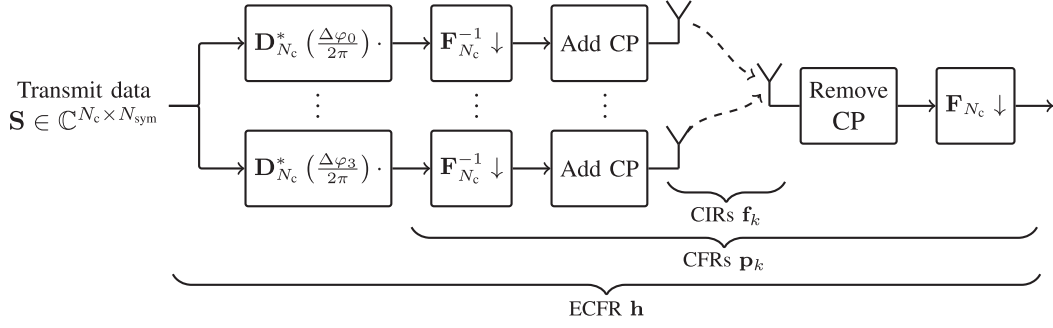 Transmit data
S ∈ ℂ^{N_c×N_sym}
D*_{N_c} (Δφ_0/2π) ·
F^{-1}_{N_c} ↓
Add CP
⋮ ⋮ ⋮
D*_{N_c} (Δφ_3/2π) ·
F^{-1}_{N_c} ↓
Add CP
Remove
CP
F_{N_c} ↓
CIRs f_k
CFRs p_k
ECFR h